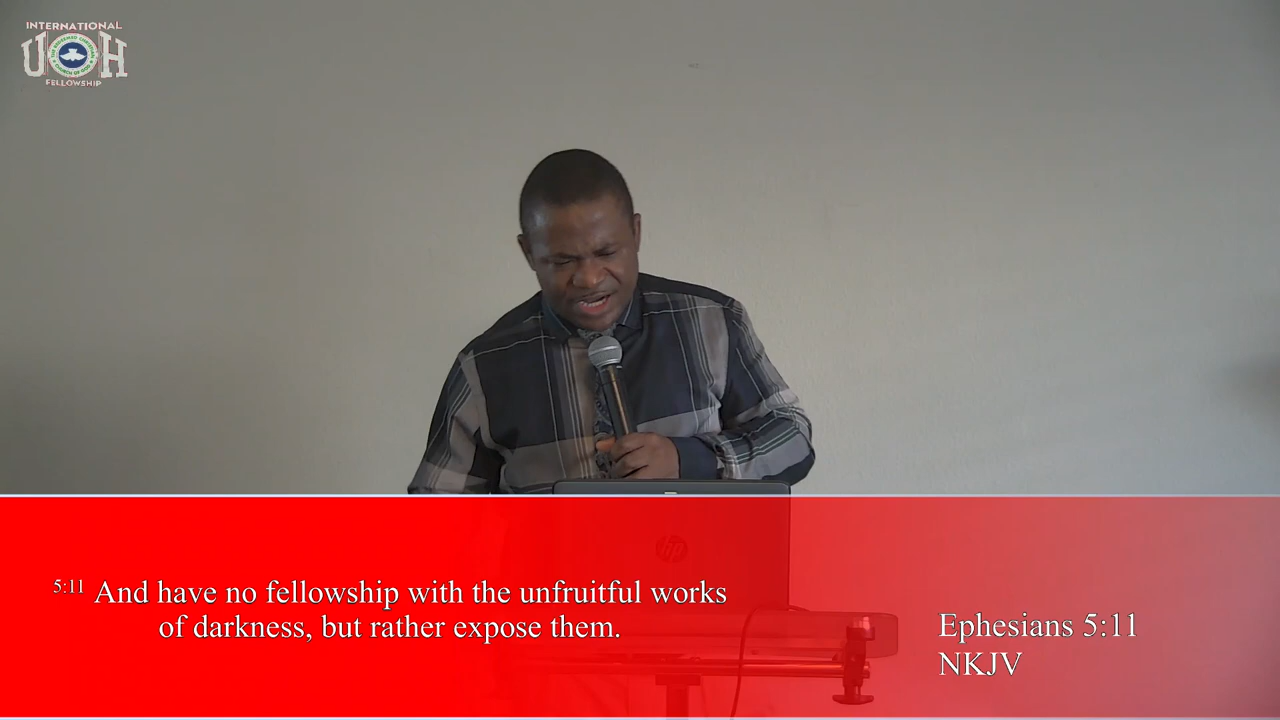 INTERNATIONAL
UOH
FELLOWSHIP
hp
5:11 And have no fellowship with the unfruitful works
of darkness, but rather expose them.
Ephesians 5:11
NKJV